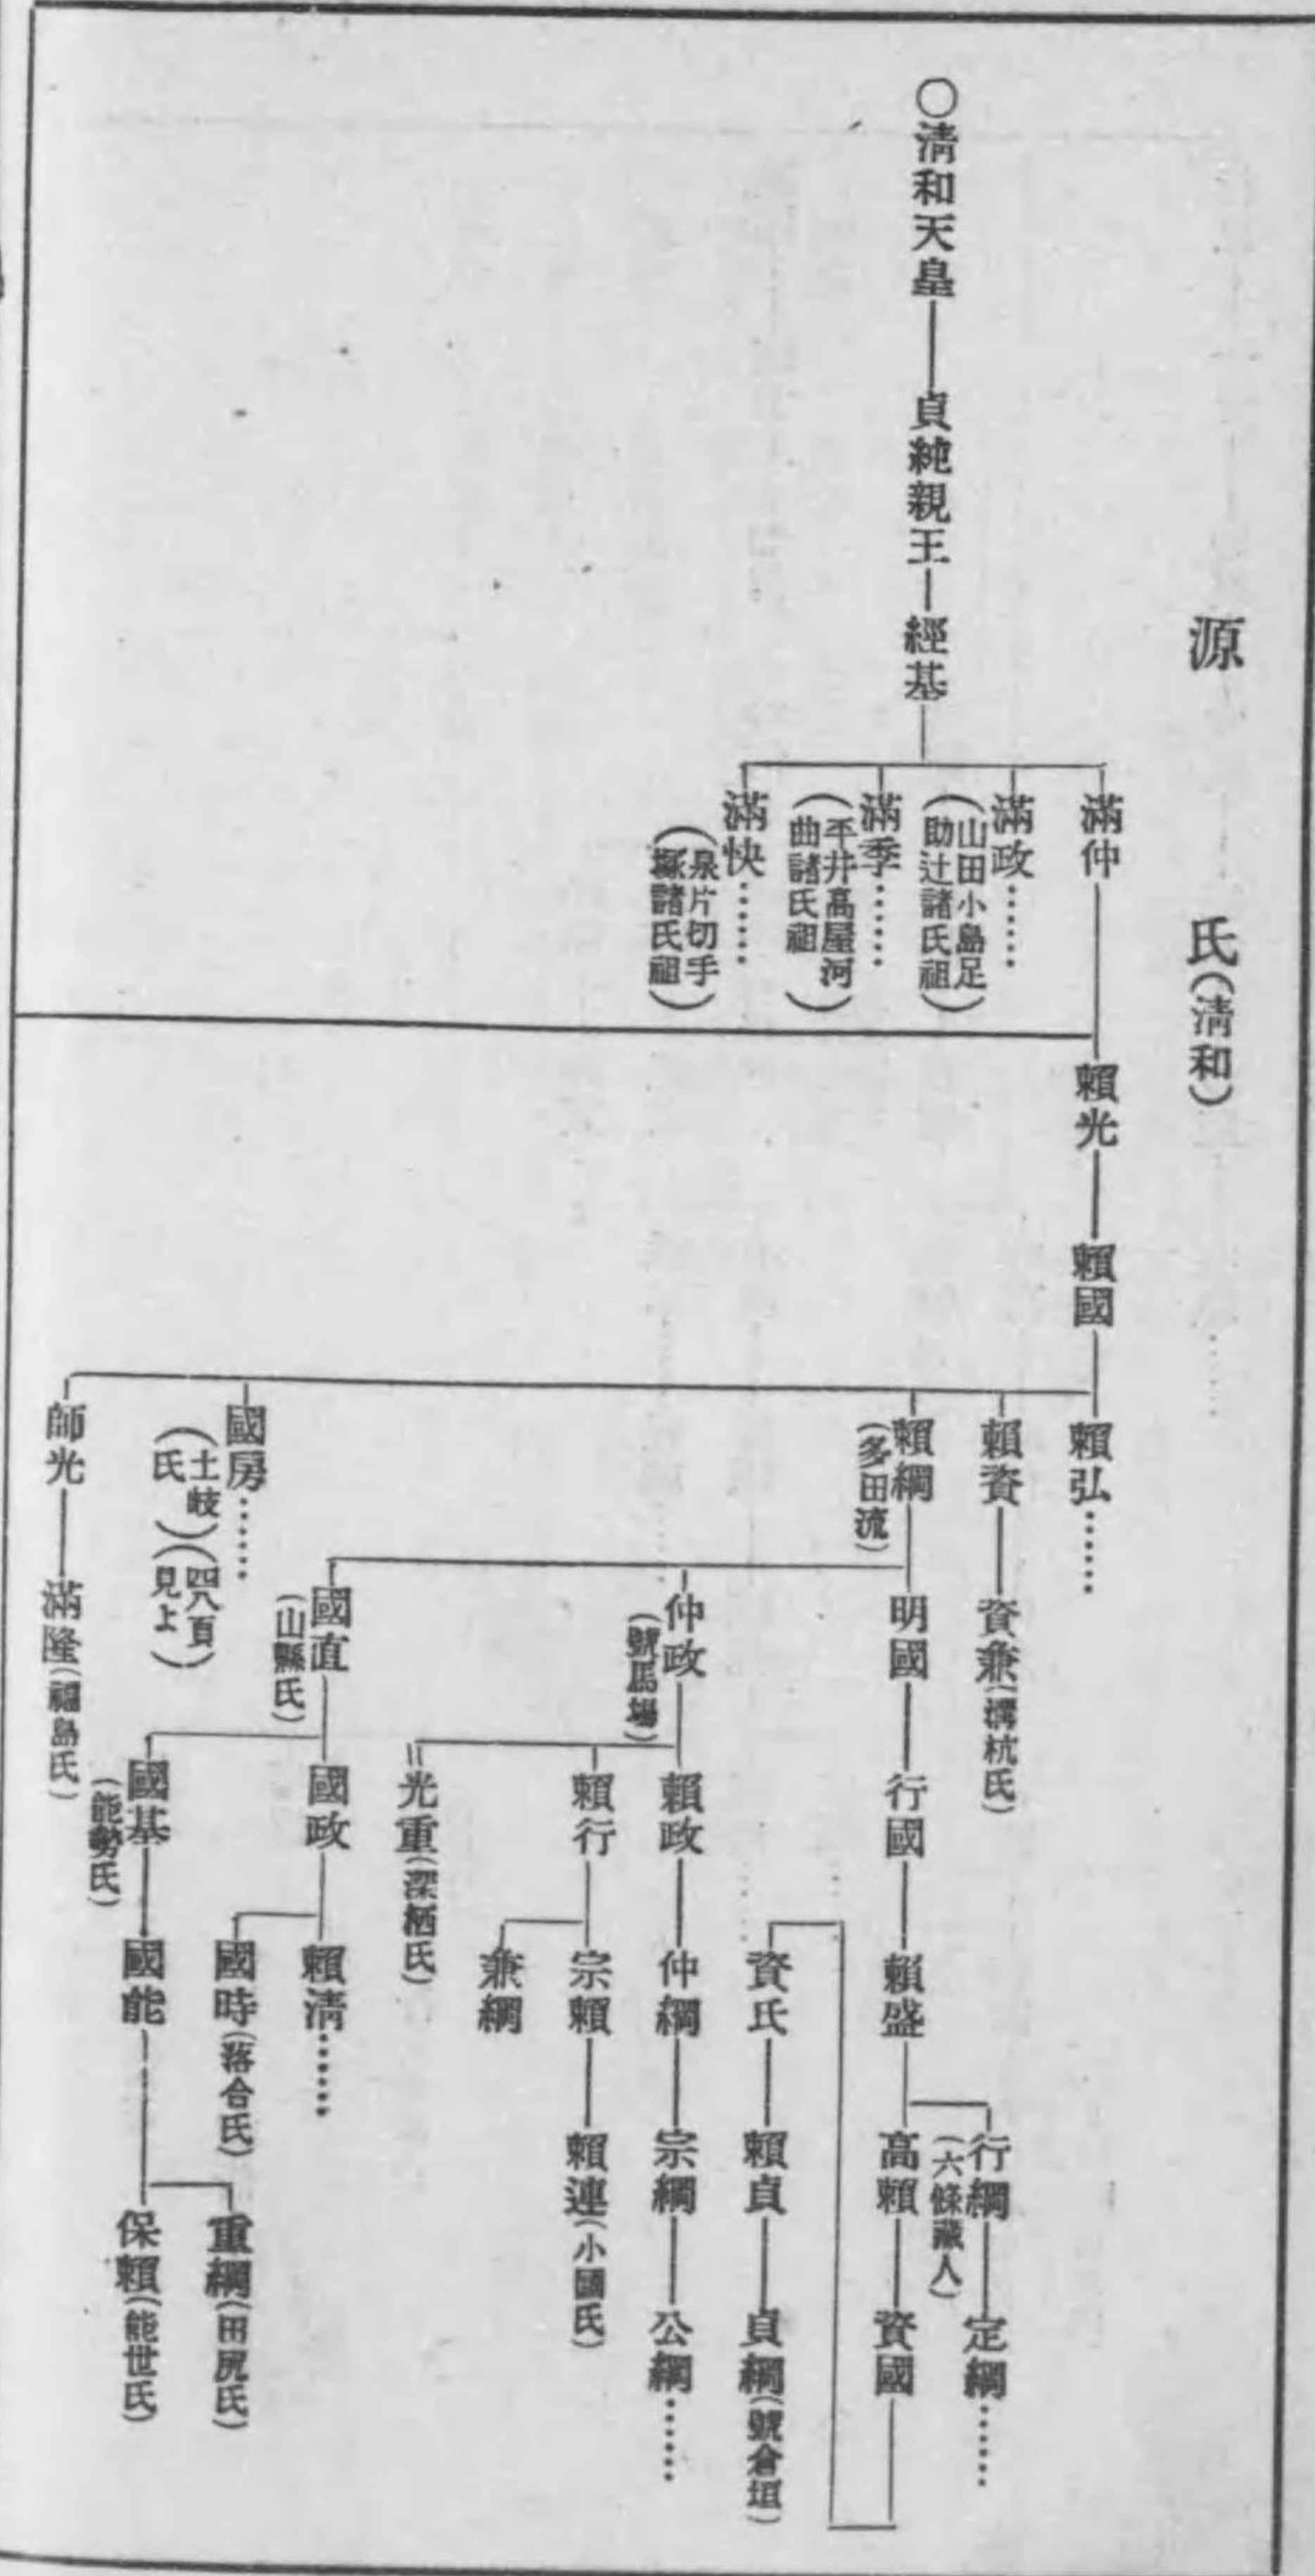 源氏(淸和)
○淸和天皇
貞純親王
經基
滿仲
滿政……
(山田小島足
助辻諸氏祖)
滿季……
(平井高屋河
曲諸氏祖)
滿快……
(泉片切手
諸氏祖)
賴光
賴國
賴弘……
賴資
資兼(溝杭氏)
賴綱
(多田流)
明國
行國
賴盛
行綱
(六條藏人)
定綱……
高賴
資國
資氏
賴貞
貞綱(號倉垣)
仲政
(號馬場)
賴政
仲綱
宗綱
公綱……
賴行
宗賴
賴連(小國氏)
兼綱
光重(深栖氏)
國直
(山縣氏)
國政
賴淸……
國時(落合氏)
國基
(能勢氏)
國能
重綱(田尻氏)
保賴(能世氏)
國房……
(土岐
氏)
(四八頁
見上)
師光
滿隆(福島氏)